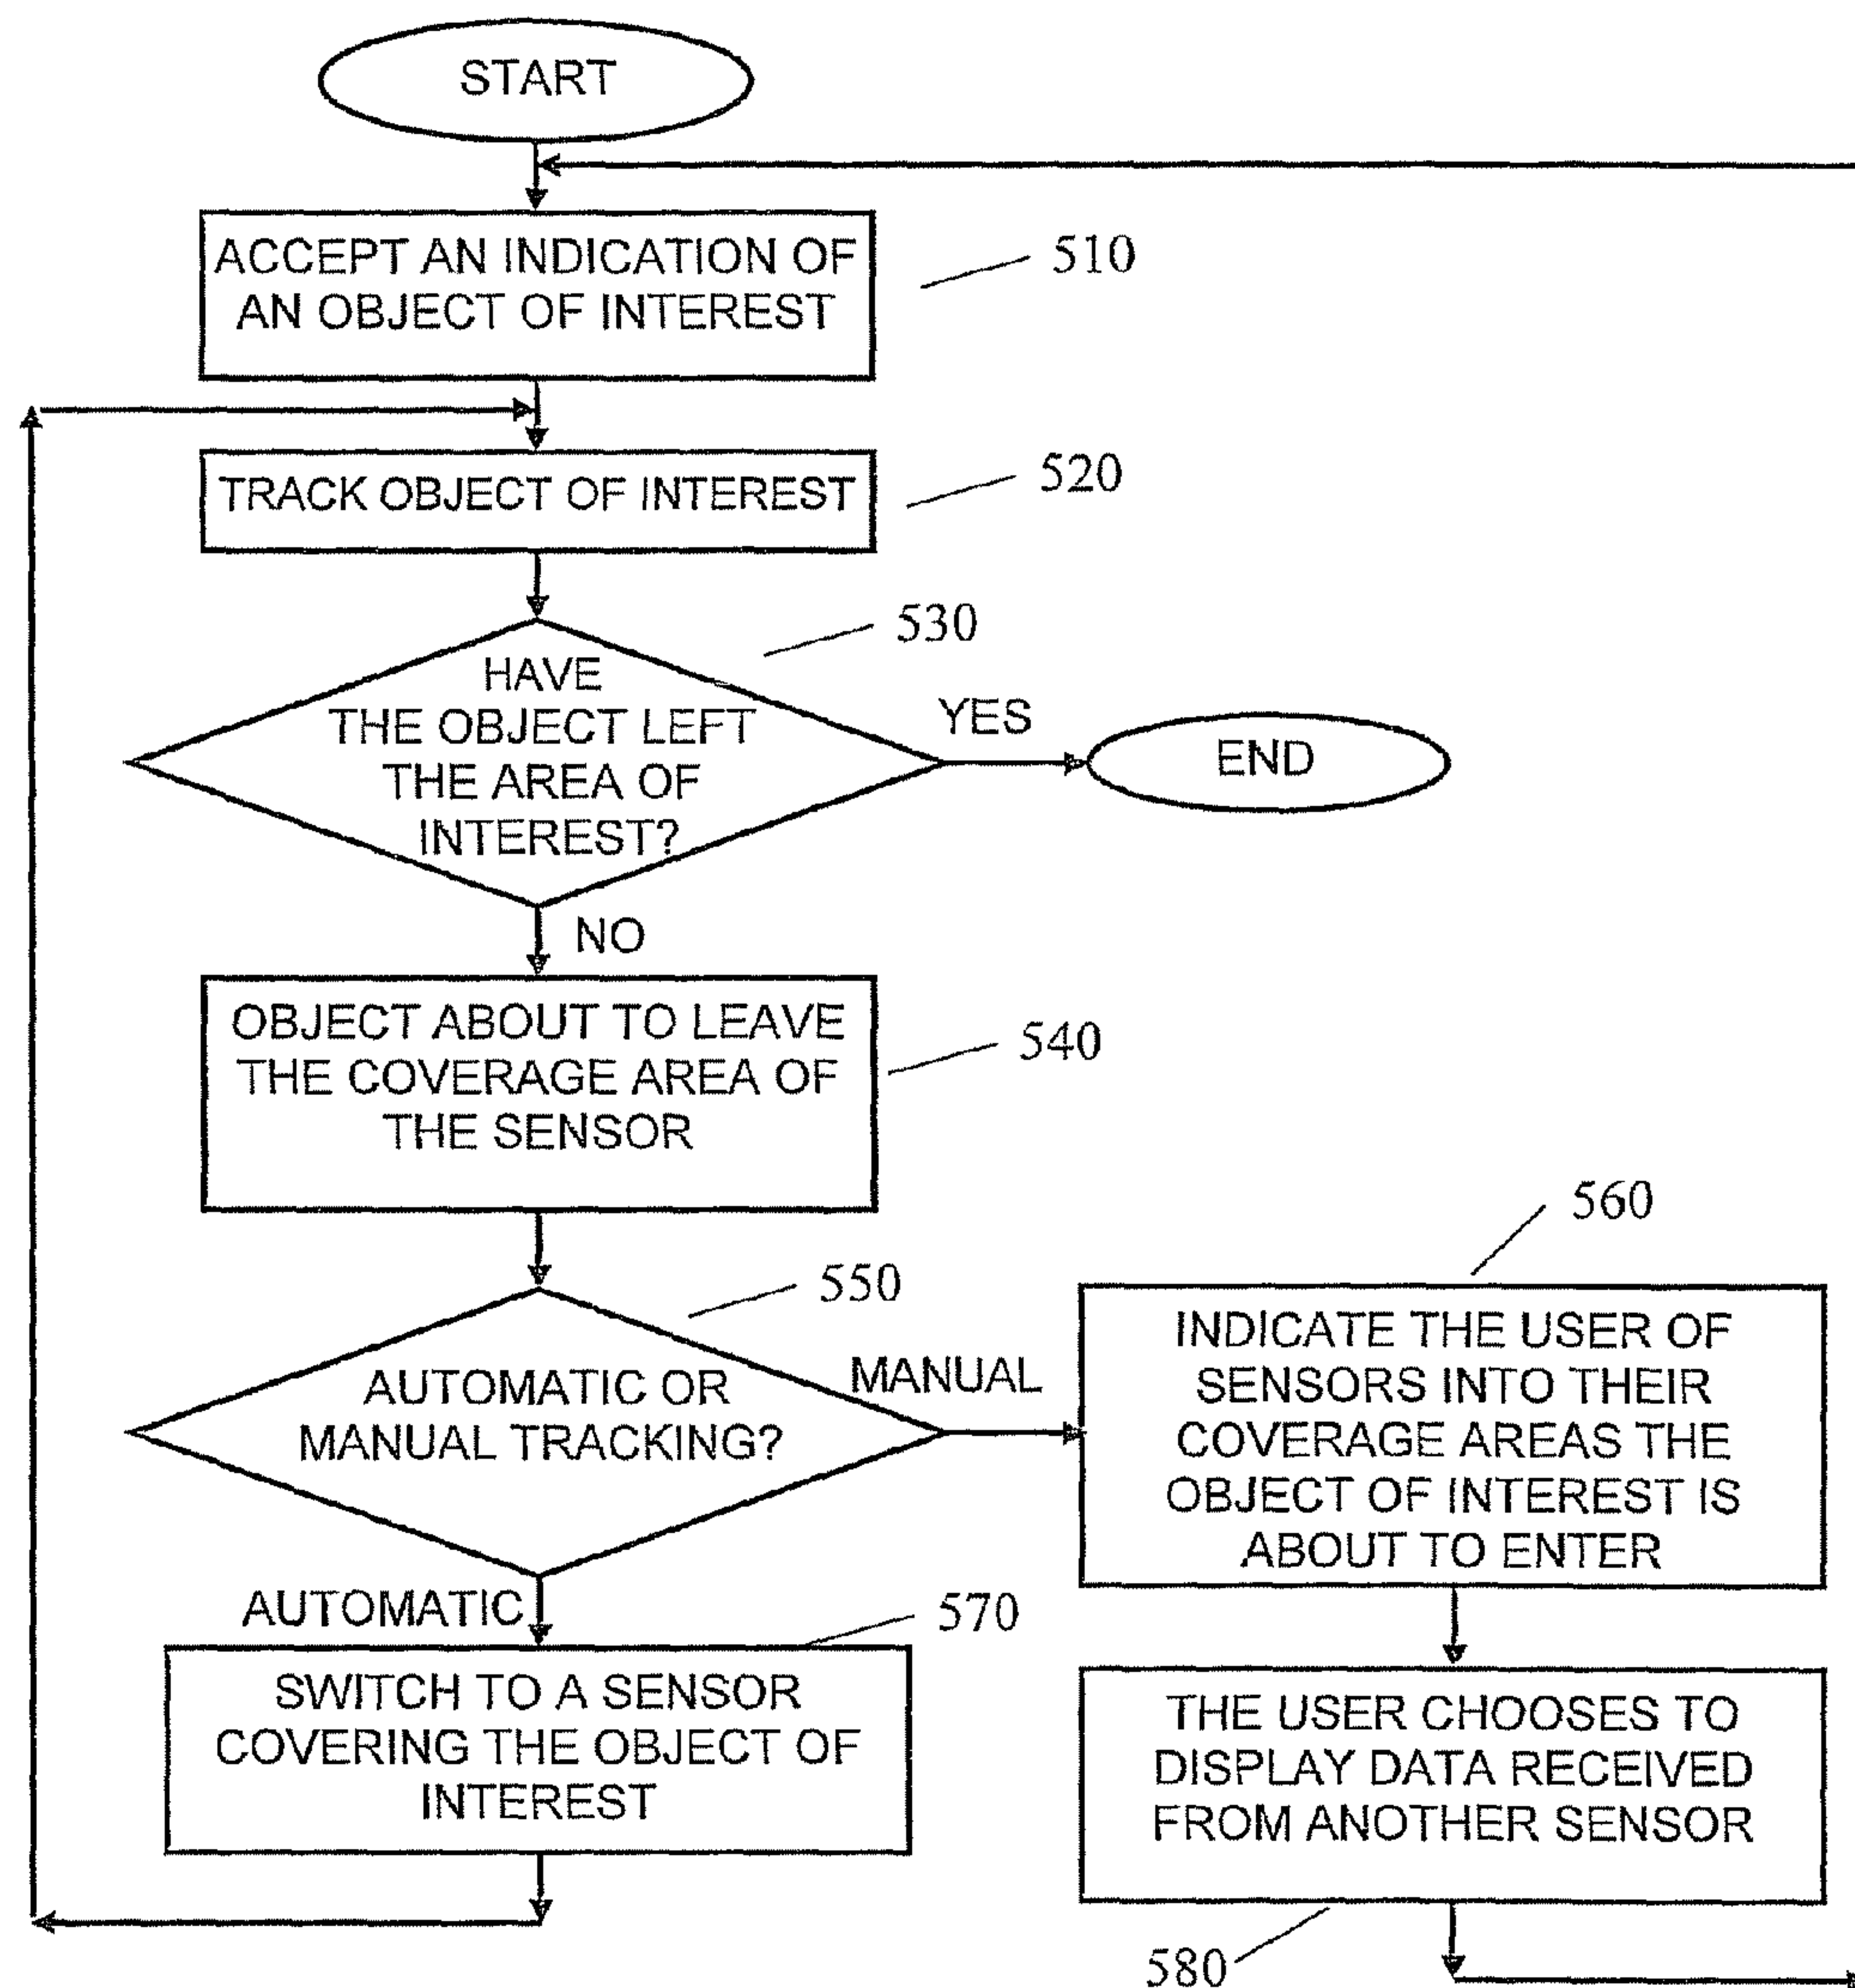 START
ACCEPT AN INDICATION OF
AN OBJECT OF INTEREST
510
TRACK OBJECT OF INTEREST
520
530
HAVE
THE OBJECT LEFT
THE AREA OF
INTEREST?
YES
END
NO
OBJECT ABOUT TO LEAVE
THE COVERAGE AREA OF
THE SENSOR
540
550
AUTOMATIC OR
MANUAL TRACKING?
MANUAL
560
INDICATE THE USER OF
SENSORS INTO THEIR
COVERAGE AREAS THE
OBJECT OF INTEREST IS
ABOUT TO ENTER
AUTOMATIC
570
SWITCH TO A SENSOR
COVERING THE OBJECT OF
INTEREST
THE USER CHOOSES TO
DISPLAY DATA RECEIVED
FROM ANOTHER SENSOR
580